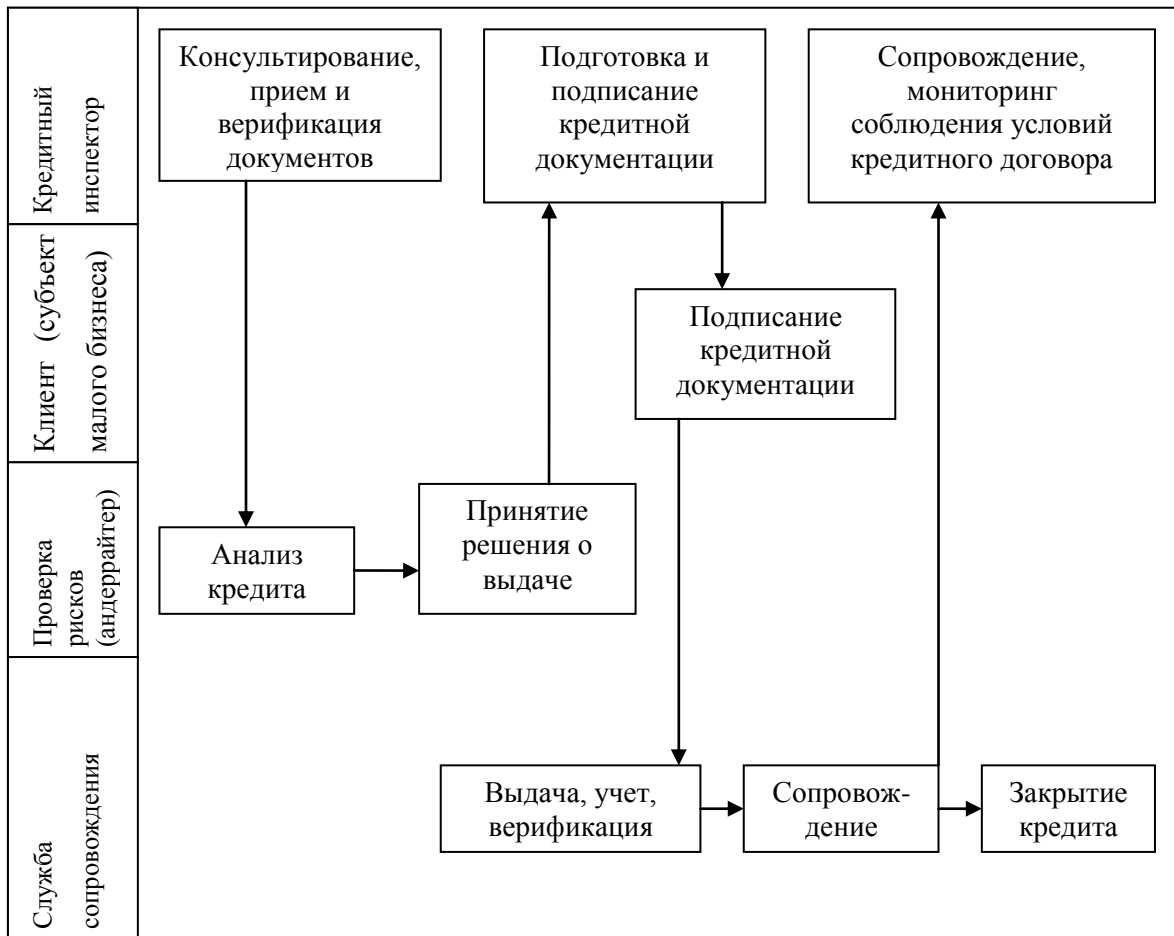 Кредитный
инспектор
Консультирование,
прием и
верификация
документов
Подготовка и
подписание
кредитной
документации
Сопровождение,
мониторинг
соблюдения условий
кредитного договора
Клиент (субъект
малого бизнеса)
Подписание
кредитной
документации
Проверка
рисков
(андеррайтер)
Анализ
кредита
Принятие
решения о
выдаче
Служба
сопровождения
Выдача, учет,
верификация
Сопровож-
дение
Закрытие
кредита